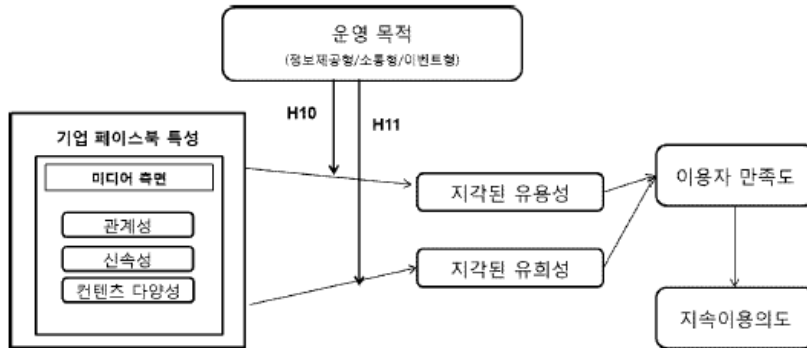 운영 목적
(정보제공형/소통형/이벤트형)
H10
H11
기업 페이스북 특성
미디어 측면
관계성
신속성
컨텐츠 다양성
지각된 유용성
지각된 유희성
이용자 만족도
지속이용의도